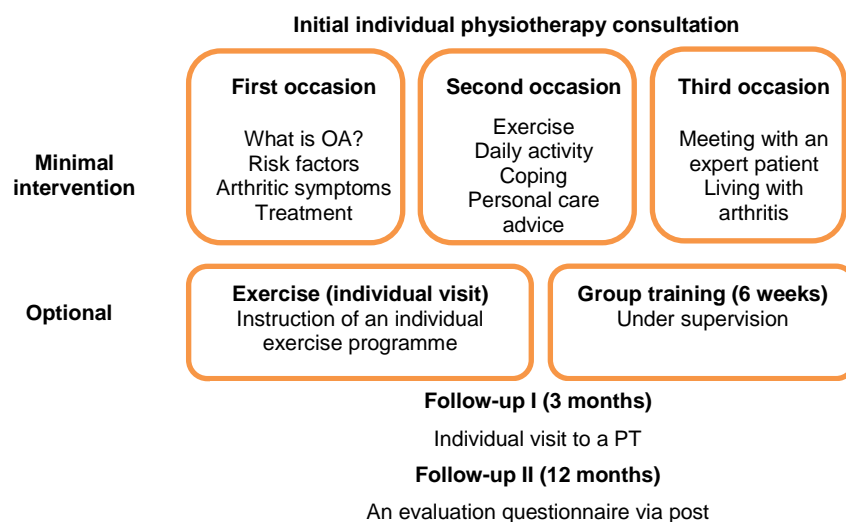 Initial individual physiotherapy consultation
Minimal
intervention
First occasion
What is OA?
Risk factors
Arthritic symptoms
Treatment
Second occasion
Exercise
Daily activity
Coping
Personal care
advice
Third occasion
Meeting with an
expert patient
Living with
arthritis
Optional
Exercise (individual visit)
Instruction of an individual
exercise programme
Group training (6 weeks)
Under supervision
Follow-up I (3 months)
Individual visit to a PT
Follow-up II (12 months)
An evaluation questionnaire via post